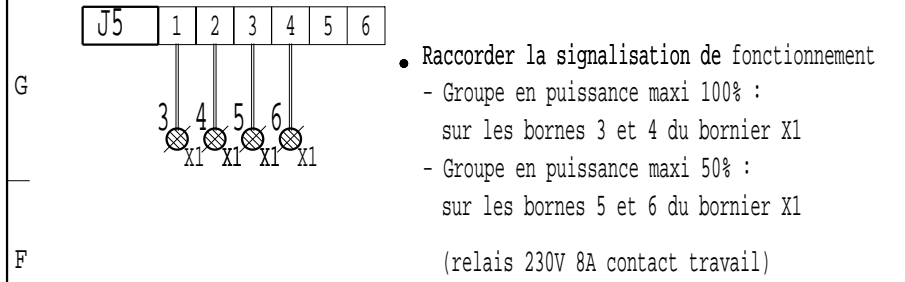 J5 1 2 3 4 5 6
• Raccorder la signalisation de fonctionnement
G
- Groupe en puissance maxi 100% :
3 4 5 6
sur les bornes 3 et 4 du bornier X1
X1 X1 X1 X1
- Groupe en puissance maxi 50% :
sur les bornes 5 et 6 du bornier X1
F
(relais 230V 8A contact travail)